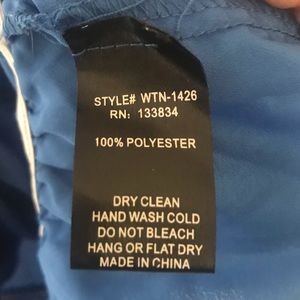 STYLE# WTN-1426
RN: 133834
100% POLYESTER
DRY CLEAN
HAND WASH COLD
DO NOT BLEACH
HANG OR FLAT DRY
MADE IN CHINA